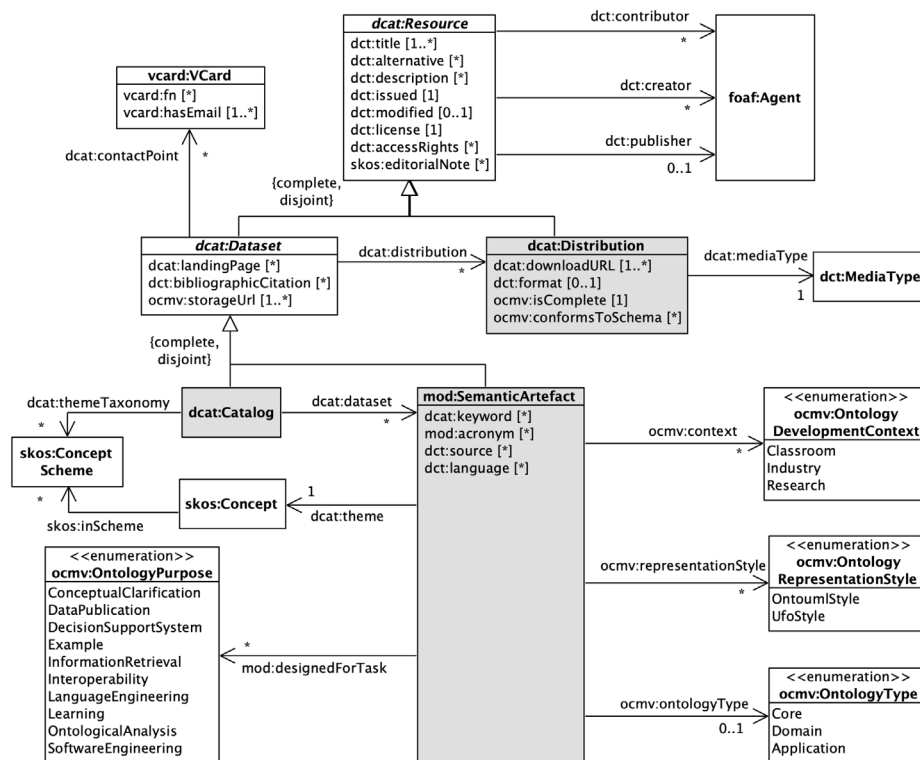 dcat:Resource
dct:title [1..*]
dct:alternative [*]
dct:description [*]
dct:issued [1]
dct:modified [0..1]
dct:license [1]
dct:accessRights [*]
skos:editorialNote [*]
dct:contributor
*
dct:creator
*
dct:publisher
0..1
foaf:Agent
vcard:VCard
vcard:fn [*]
vcard:hasEmail [1..*]
dcat:contactPoint
*
{complete,
disjoint}
dcat:Dataset
dcat:landingPage [*]
dct:bibliographicCitation [*]
ocmv:storageUrl [1..*]
dcat:distribution
*
dcat:Distribution
dcat:downloadURL [1..*]
dct:format [0..1]
ocmv:isComplete [1]
ocmv:conformsToSchema [*]
dcat:mediaType
1
dct:MediaType
{complete,
disjoint}
dcat:themeTaxonomy
*
dcat:Catalog
dcat:dataset
*
mod:SemanticArtefact
dcat:keyword [*]
mod:acronym [*]
dct:source [*]
dct:language [*]
ocmv:context
*
<<enumeration>>
ocmv:Ontology
DevelopmentContext
Classroom
Industry
Research
skos:Concept
Scheme
*
skos:inScheme
skos:Concept
1
dcat:theme
<<enumeration>>
ocmv:OntologyPurpose
ConceptualClarification
DataPublication
DecisionSupportSystem
Example
InformationRetrieval
Interoperability
LanguageEngineering
Learning
OntologicalAnalysis
SoftwareEngineering
*
mod:designedForTask
ocmv:representationStyle
*
<<enumeration>>
ocmv:Ontology
RepresentationStyle
OntoumlStyle
UfoStyle
ocmv:ontologyType
0..1
<<enumeration>>
ocmv:OntologyType
Core
Domain
Application